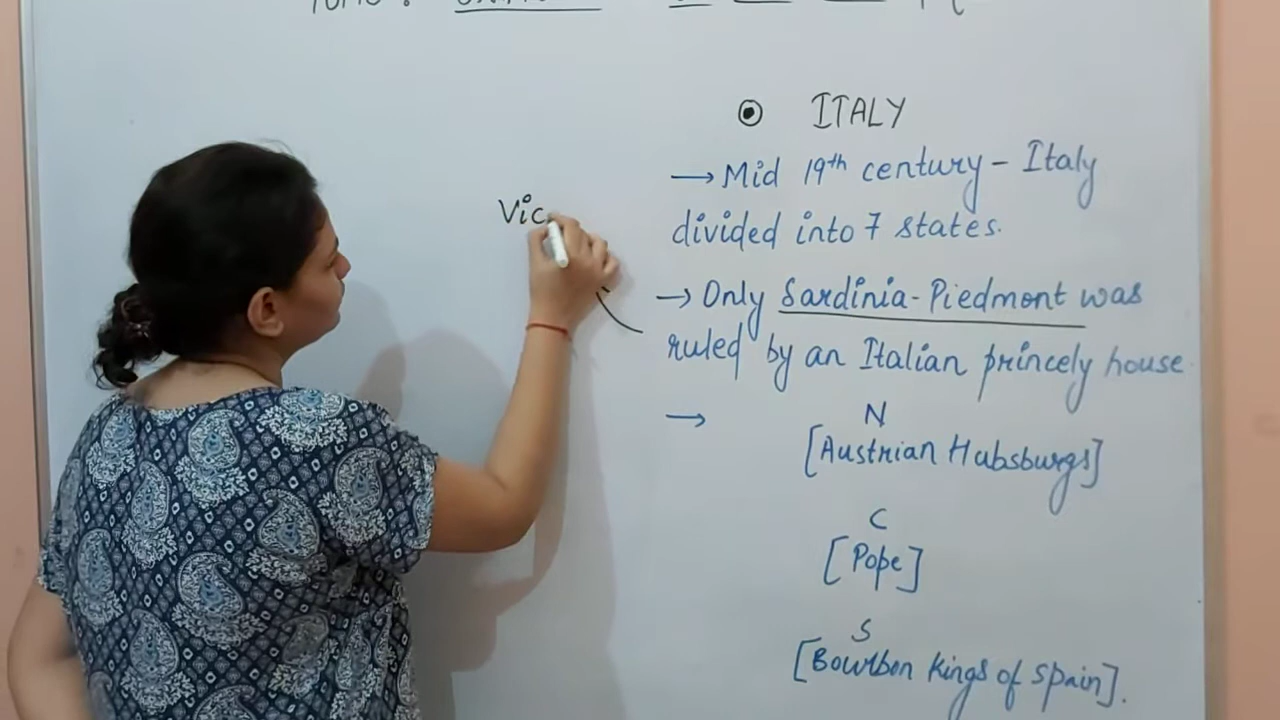 ITALY
→ Mid 19th century - Italy
divided into 7 states.
Vic
→ Only Sardinia-Piedmont was
ruled by an Italian princely house.
→ N
[Austrian Habsburgs]
C
[Pope]
S
[Bourbon kings of Spain].